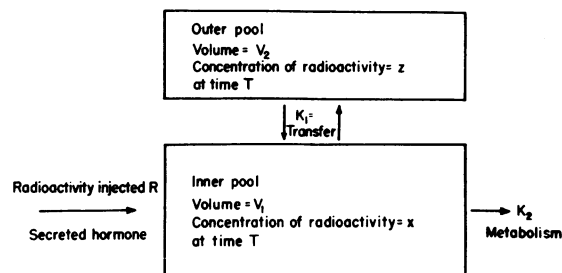 Outer pool
Volume = V₂
Concentration of radioactivity = z
at time T
K₁=
Transfer
Radioactivity injected R
Secreted hormone
Inner pool
Volume = V₁
Concentration of radioactivity = x
at time T
K₂
Metabolism